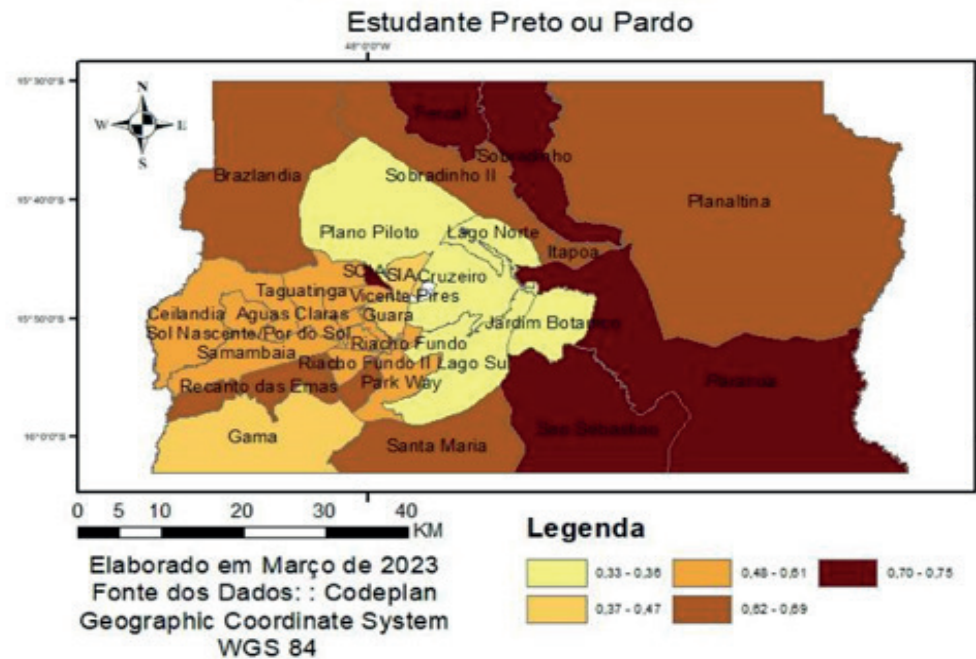 Estudante Preto ou Pardo
48°0'0"W
15°30'0"S
N
W E
S
Sobradinho
Brazlandia
Sobradinho II
15°40'0"S
Planaltina
Plano Piloto
Lago Norte
Itapoa
SCIA
SIA
Cruzeiro
Taguatinga
Vicente Pires
Ceilandia
Aguas Claras
Guara
15°50'0"S
Jardim Botanico
Sol Nascente/Por do Sol
Riacho Fundo
Samambaia
Riacho Fundo II
Lago Sul
Recanto das Emas
Park Way
Paranoa
Sao Sebastiao
16°0'0"S
Gama
Santa Maria
0 5 10 20 30 40
KM
Legenda
0,33 - 0,36
0,48 - 0,61
0,70 - 0,75
0,37 - 0,47
0,62 - 0,69
Elaborado em Março de 2023
Fonte dos Dados: : Codeplan
Geographic Coordinate System
WGS 84